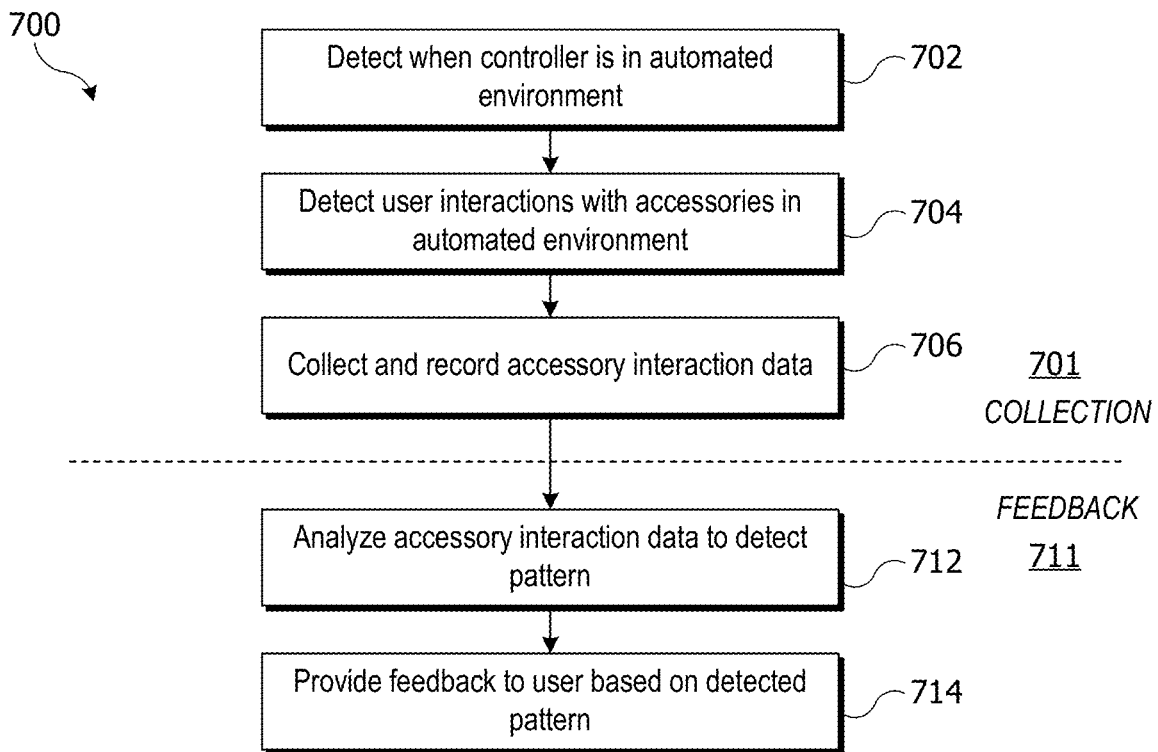 700
Detect when controller is in automated
environment
702
Detect user interactions with accessories in
automated environment
704
Collect and record accessory interaction data
706
701
COLLECTION
FEEDBACK
711
Analyze accessory interaction data to detect
pattern
712
Provide feedback to user based on detected
pattern
714